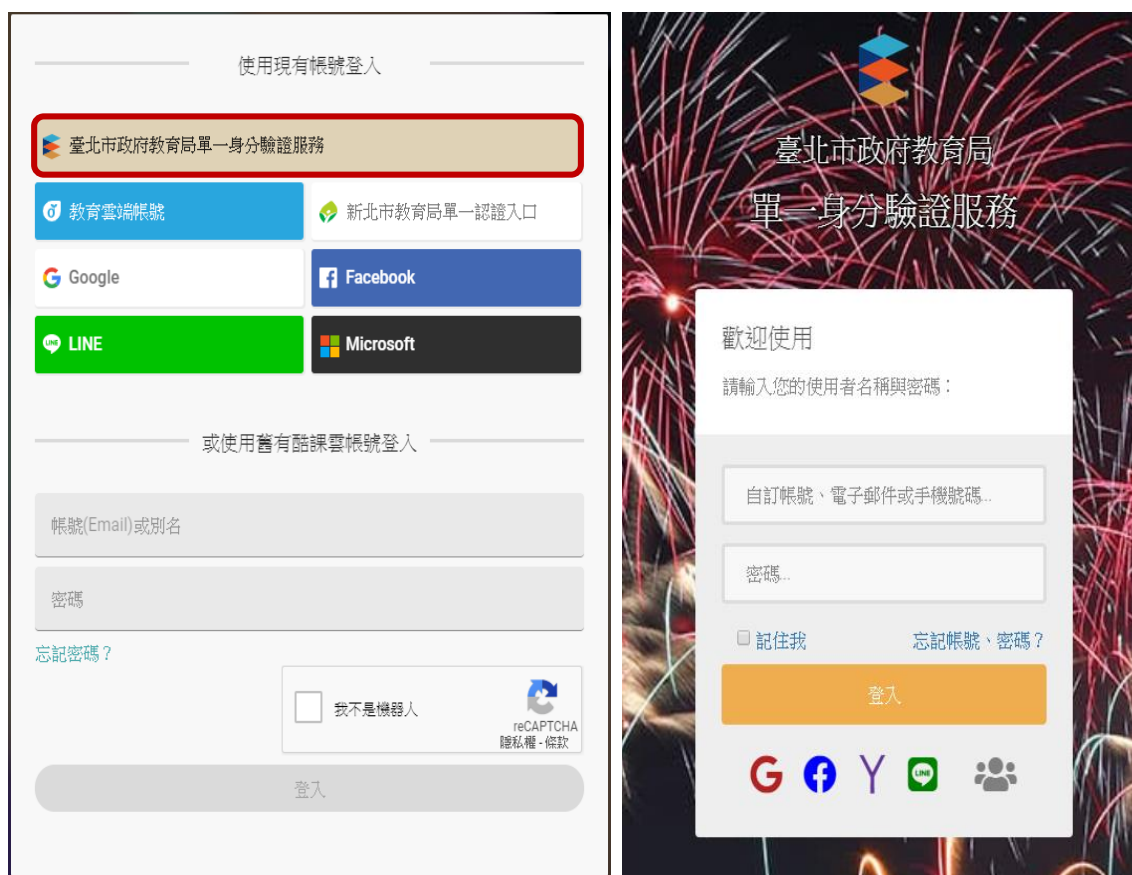 使用現有帳號登入
臺北市政府教育局單一身分驗證服務
教育雲端帳號
新北市教育局單一認證入口
Google
Facebook
LINE
Microsoft
或使用舊有酷課雲帳號登入
帳號(Email)或別名
密碼
忘記密碼？
我不是機器人
reCAPTCHA
隱私權 - 條款
登入
臺北市政府教育局
單一身分驗證服務
歡迎使用
請輸入您的使用者名稱與密碼：
自訂帳號、電子郵件或手機號碼...
密碼...
記住我
忘記帳號、密碼？
登入
LINE